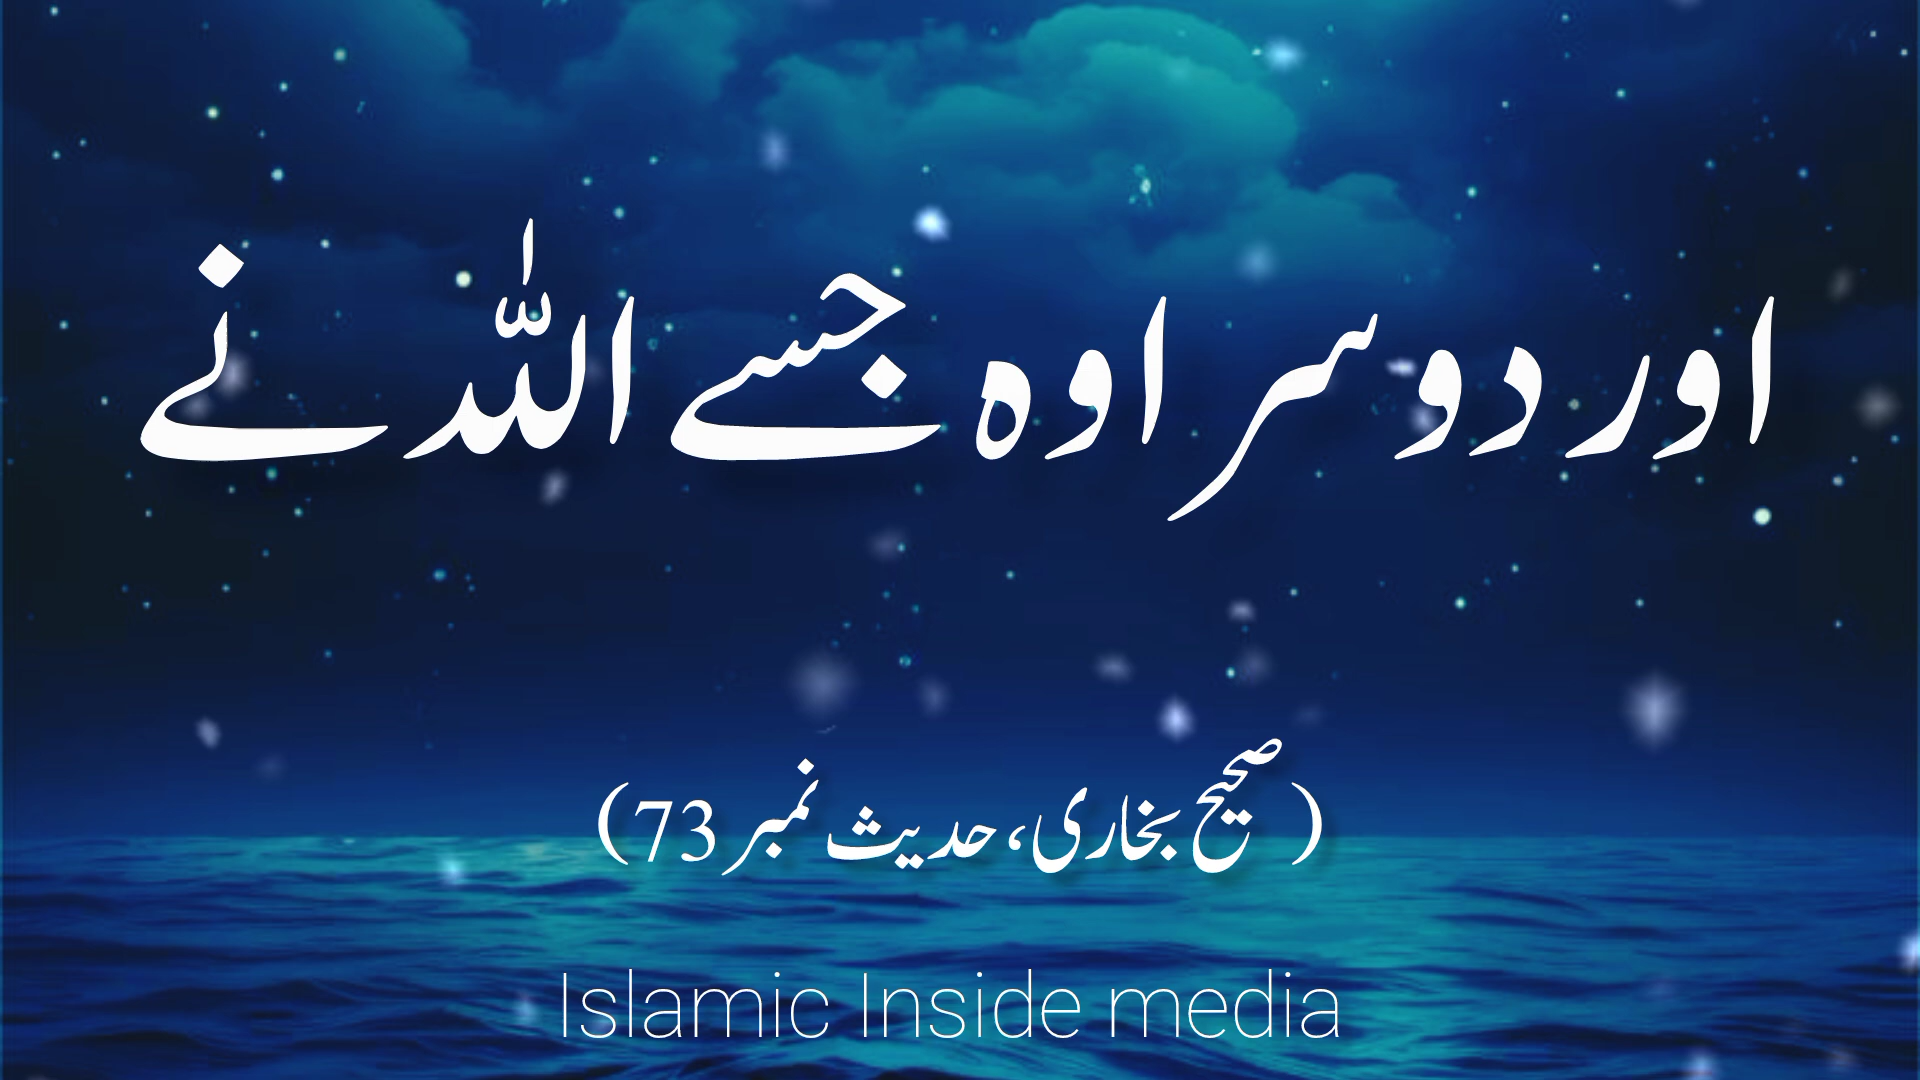 اور دوسرا وہ جسے اللہ نے
(صحیح بخاری، حدیث نمبر 73)
Islamic Inside media